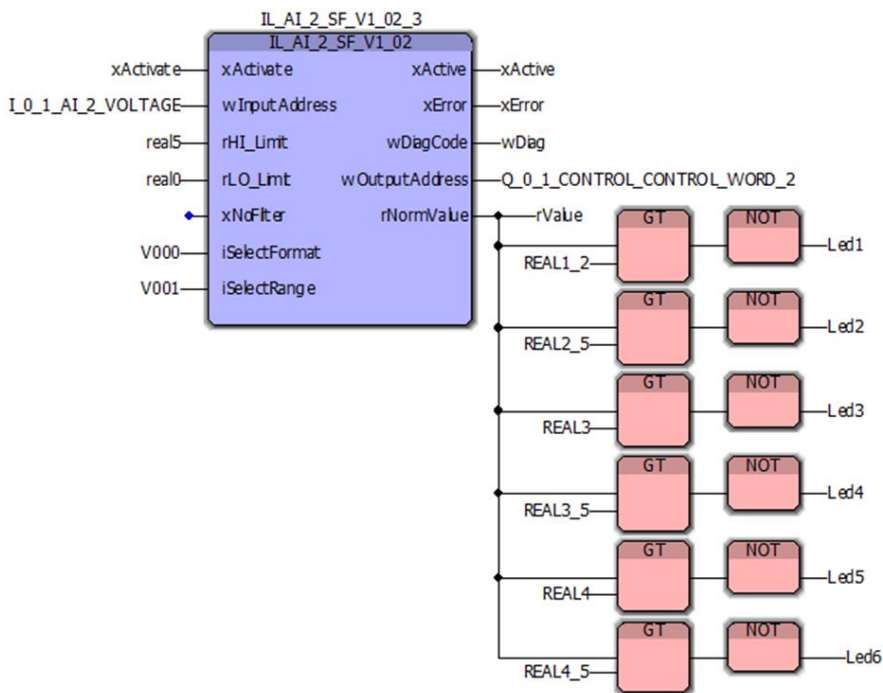 IL_AI_2_SF_V1_02_3
IL_AI_2_SF_V1_02
xActivate xActivate xActive xActive
I_0_1_AI_2_VOLTAGE wInputAddress xError xError
real5 rHI_Limit wDiagCode wDiag
real0 rLO_Limit wOutputAddress Q_0_1_CONTROL_CONTROL_WORD_2
xNoFilter rNormValue rValue
GT NOT
V000 iSelectFormat
Led1
REAL1_2
V001 iSelectRange
GT NOT
Led2
REAL2_5
GT NOT
Led3
REAL3
GT NOT
Led4
REAL3_5
GT NOT
Led5
REAL4
GT NOT
Led6
REAL4_5